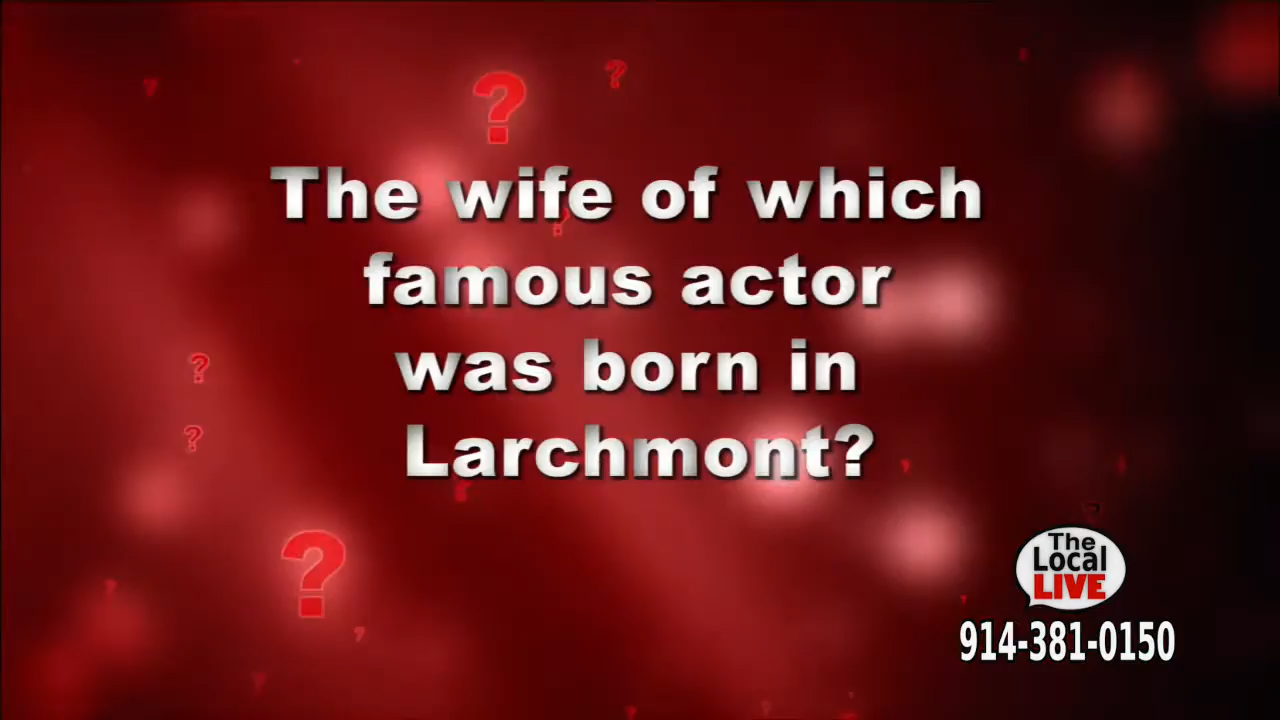 The wife of which
famous actor
was born in
Larchmont?
The
Local
LIVE
914-381-0150